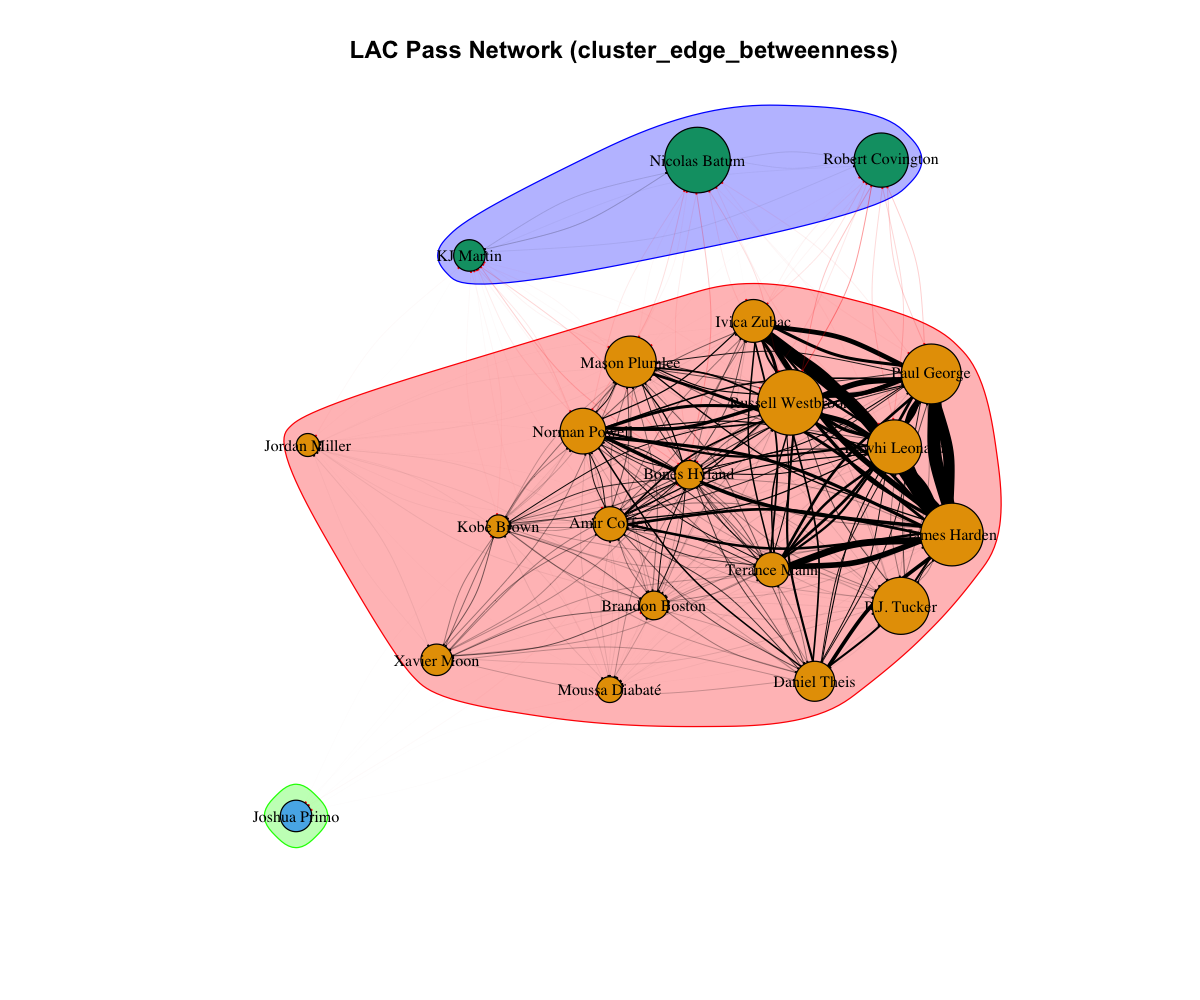 LAC Pass Network (cluster_edge_betweenness)
Nicolas Batum
Robert Covington
KJ Martin
Ivica Zubac
Mason Plumlee
Paul George
Russell Westbrook
Norman Powell
Jordan Miller
Kawhi Leonard
Bones Hyland
Kobe Brown
Amir Coffey
James Harden
Terance Mann
Brandon Boston
P.J. Tucker
Xavier Moon
Moussa Diabaté
Daniel Theis
Joshua Primo